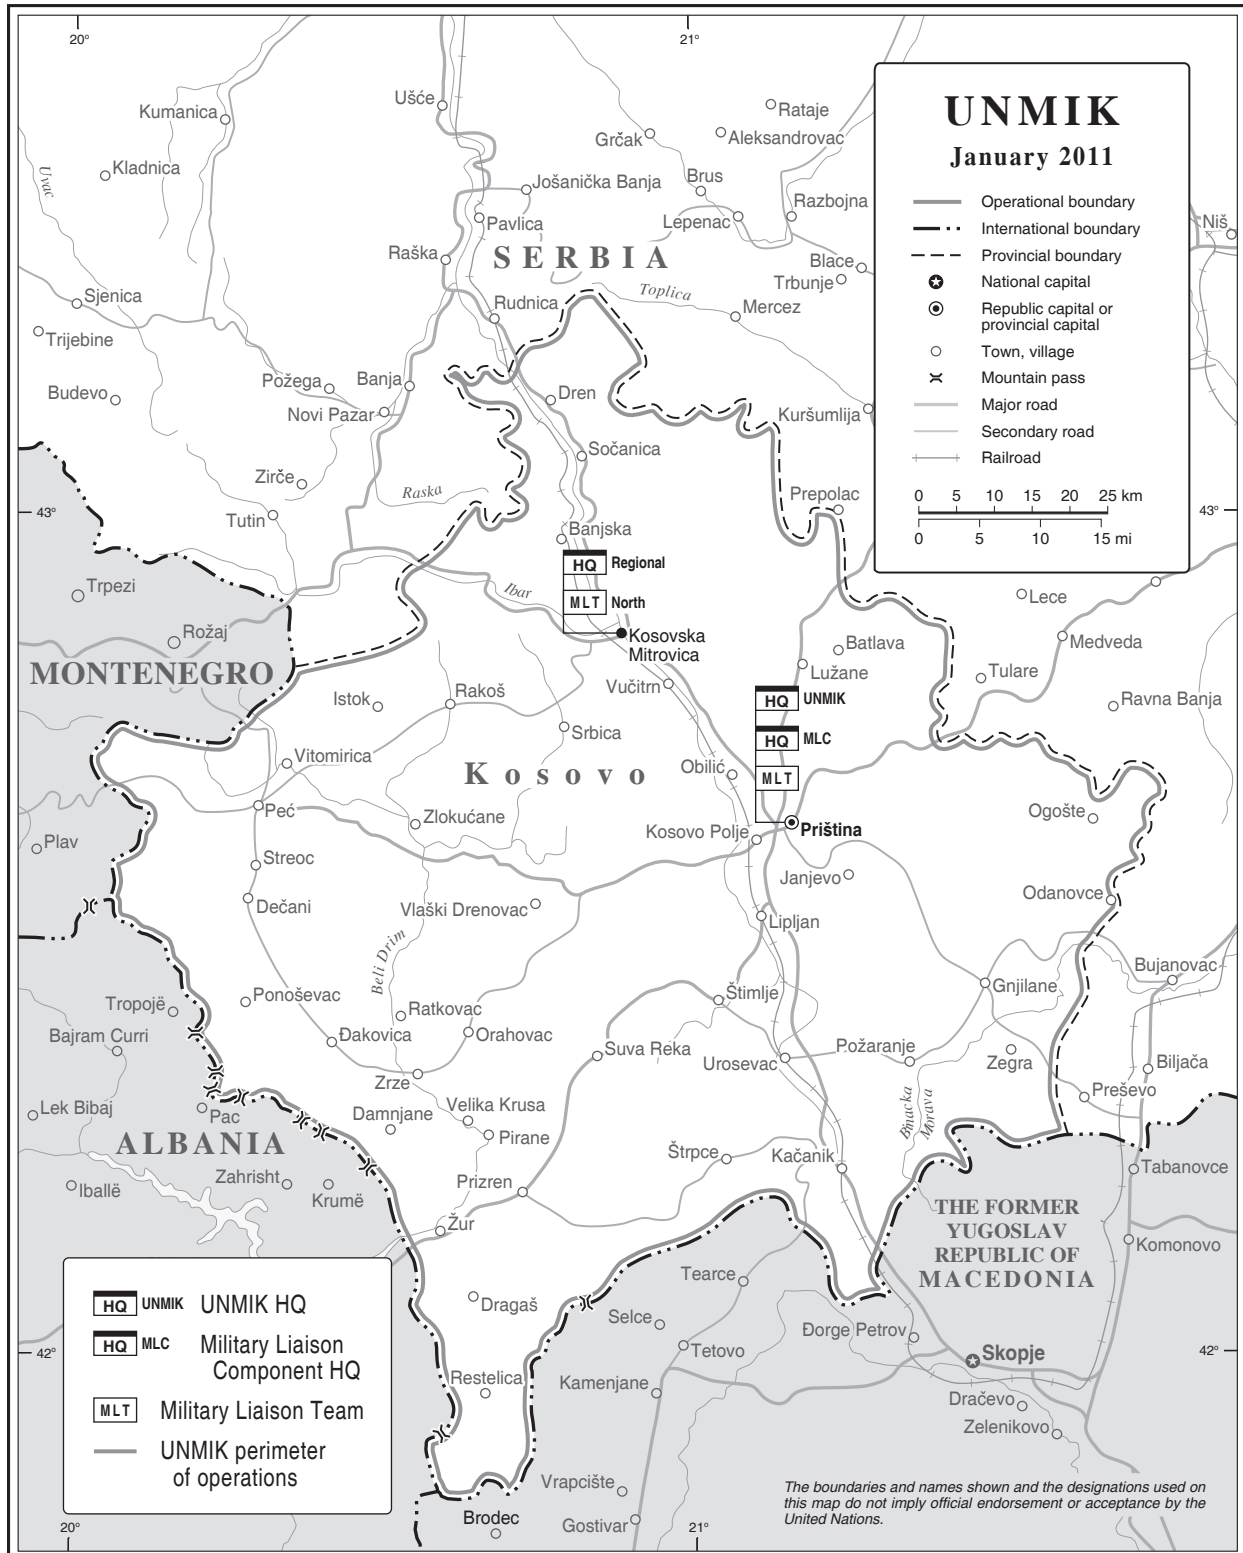 20°
21°
UNMIK
January 2011
Operational boundary
International boundary
Provincial boundary
National capital
Republic capital or
provincial capital
Town, village
Mountain pass
Major road
Secondary road
Railroad
0 5 10 15 20 25 km
0 5 10 15 mi
Ušće
Kumanica
Rataje
Grčak
Aleksandrovac
Kladnica
Uvac
Jošanička Banja
Brus
Razbojna
Pavlica
Lepenac
Niš
Raška
SERBIA
Blace
Trbunje
Sjenica
Rudnica
Toplica
Mercez
Trijebine
Požega
Banja
Budevo
Dren
Novi Pazar
Kuršumlija
Sočanica
Zirče
Raska
Prepolac
43°
43°
Tutin
Banjska
HQ Regional
Trpezi
Ibar
MLT North
Lece
Rožaj
Kosovska
Mitrovica
Batlava
Medveda
MONTENEGRO
Lužane
Tulare
Vučitrn
Istok
Rakoš
HQ UNMIK
Ravna Banja
Srbica
HQ MLC
Vitomirica
Kosovo
Obilić
MLT
Peć
Zlokućane
Ogošte
Kosovo Polje
Priština
Plav
Streoc
Janjevo
Dečani
Vlaški Drenovac
Odanovce
Lipljan
Beli Drim
Bujanovac
Ponoševac
Štimlje
Gnjilane
Tropojë
Ratkovac
Bajram Curri
Đakovica
Orahovac
Suva Reka
Urosevac
Požaranje
Zegra
Biljača
Zrze
Preševo
Lek Bibaj
Pac
Damnjane
Velika Krusa
Binacka
Morava
ALBANIA
Pirane
Štrpce
Kačanik
Tabanovce
Iballë
Zahrisht
Krumë
Prizren
Žur
THE FORMER
YUGOSLAV
REPUBLIC OF
MACEDONIA
Komonovo
Tearce
HQ UNMIK UNMIK HQ
HQ MLC Military Liaison
Component HQ
MLT Military Liaison Team
UNMIK perimeter
of operations
Dragaš
Selce
Đorge Petrov
Tetovo
Skopje
42°
42°
Restelica
Kamenjane
Dračevo
Zelenikovo
Vrapcište
Brodec
Gostivar
The boundaries and names shown and the designations used on
this map do not imply official endorsement or acceptance by the
United Nations.
20°
21°